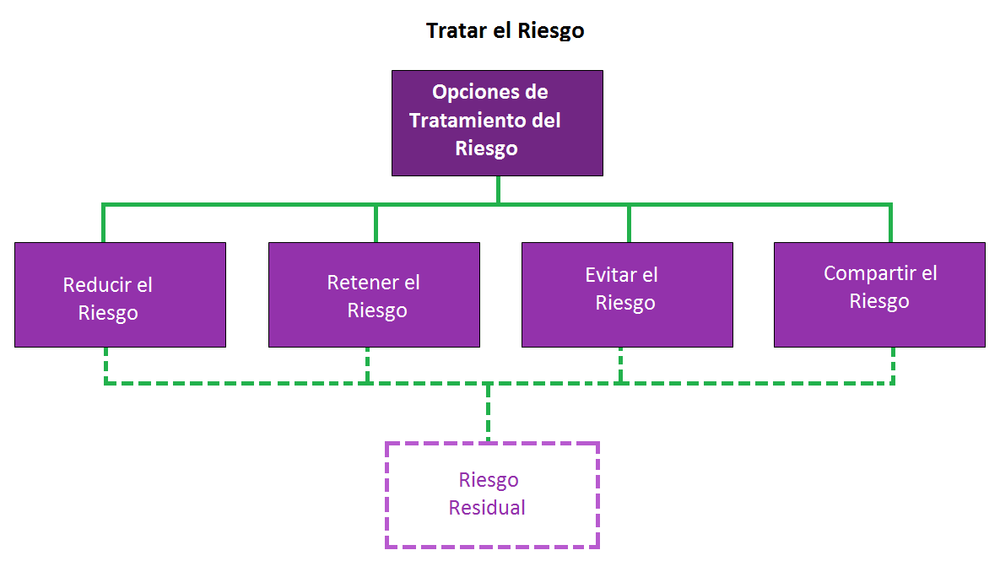 Tratar el Riesgo
Opciones de
Tratamiento del
Riesgo
Reducir el
Riesgo
Retener el
Riesgo
Evitar el
Riesgo
Compartir el
Riesgo
Riesgo
Residual